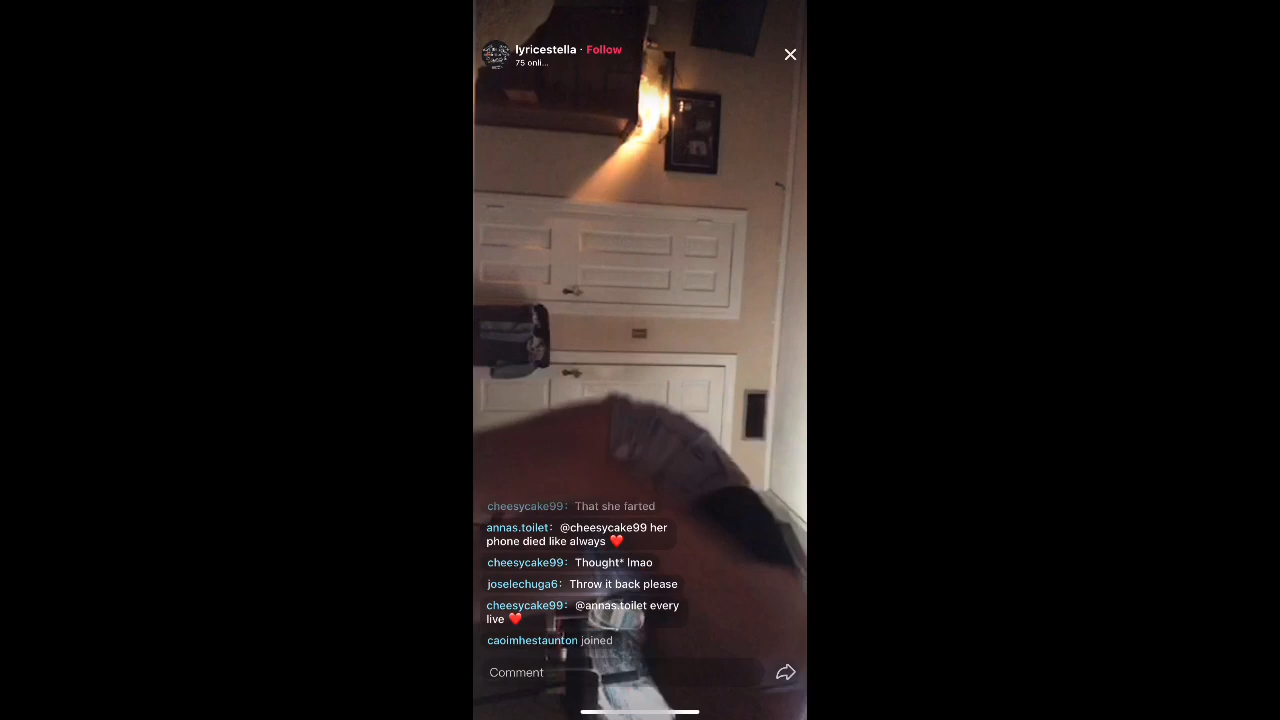 lyricestella · Follow
75 onli...
cheesycake99: That she farted
annas.toilet: @cheesycake99 her
phone died like always ❤️
cheesycake99: Thought* lmao
joselechuga6: Throw it back please
cheesycake99: @annas.toilet every
live ❤️
caoimhestaunton joined
Comment